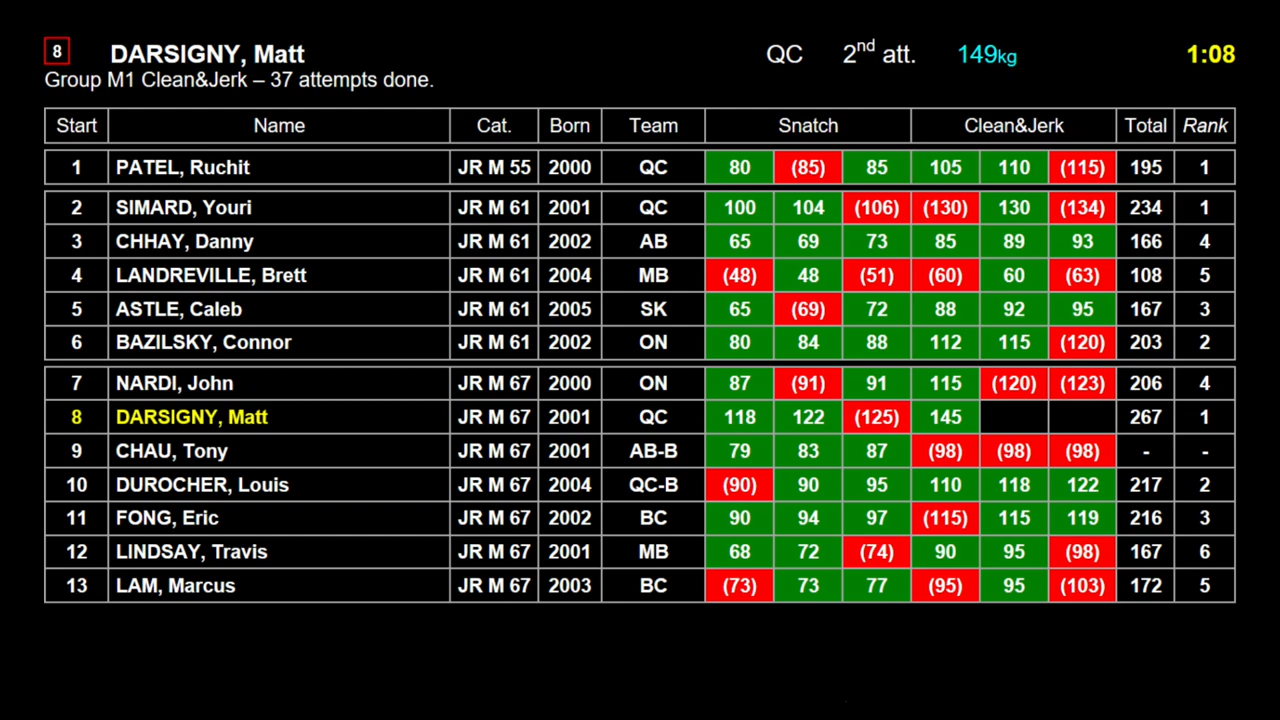 8 DARSIGNY, Matt QC 2nd att. 149kg 1:08
Group M1 Clean&Jerk – 37 attempts done.
Start Name Cat. Born Team Snatch Clean&Jerk Total Rank
1 PATEL, Ruchit JR M 55 2000 QC 80 (85) 85 105 110 (115) 195 1
2 SIMARD, Youri JR M 61 2001 QC 100 104 (106) (130) 130 (134) 234 1
3 CHHAY, Danny JR M 61 2002 AB 65 69 73 85 89 93 166 4
4 LANDREVILLE, Brett JR M 61 2004 MB (48) 48 (51) (60) 60 (63) 108 5
5 ASTLE, Caleb JR M 61 2005 SK 65 (69) 72 88 92 95 167 3
6 BAZILSKY, Connor JR M 61 2002 ON 80 84 88 112 115 (120) 203 2
7 NARDI, John JR M 67 2000 ON 87 (91) 91 115 (120) (123) 206 4
8 DARSIGNY, Matt JR M 67 2001 QC 118 122 (125) 145 267 1
9 CHAU, Tony JR M 67 2001 AB-B 79 83 87 (98) (98) (98) - -
10 DUROCHER, Louis JR M 67 2004 QC-B (90) 90 95 110 118 122 217 2
11 FONG, Eric JR M 67 2002 BC 90 94 97 (115) 115 119 216 3
12 LINDSAY, Travis JR M 67 2001 MB 68 72 (74) 90 95 (98) 167 6
13 LAM, Marcus JR M 67 2003 BC (73) 73 77 (95) 95 (103) 172 5